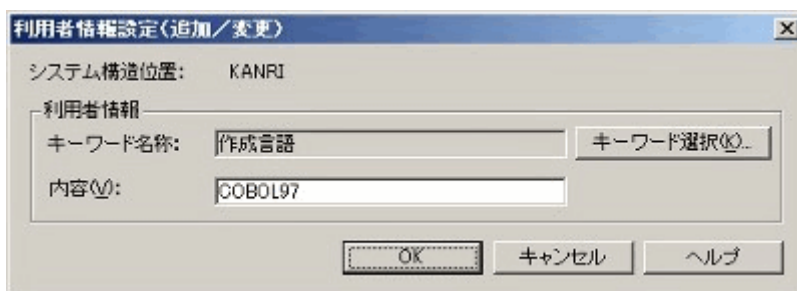 利用者情報設定(追加／変更)
システム構造位置: KANRI
利用者情報
キーワード名称: 作成言語 キーワード選択(K)...
内容(V): COBOL97
OK キャンセル ヘルプ